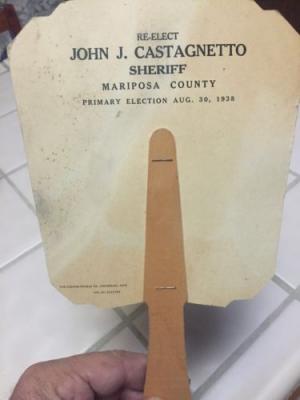 RE-ELECT
JOHN J. CASTAGNETTO
SHERIFF
MARIPOSA COUNTY
PRIMARY ELECTION AUG. 30, 1938